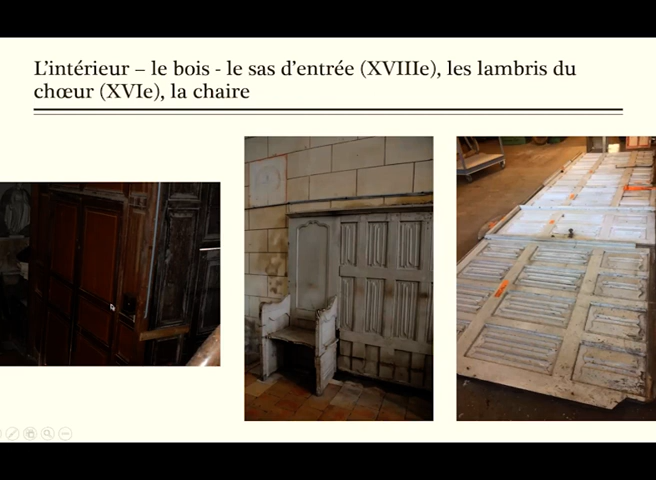 L'intérieur – le bois - le sas d'entrée (XVIIIe), les lambris du
chœur (XVIe), la chaire